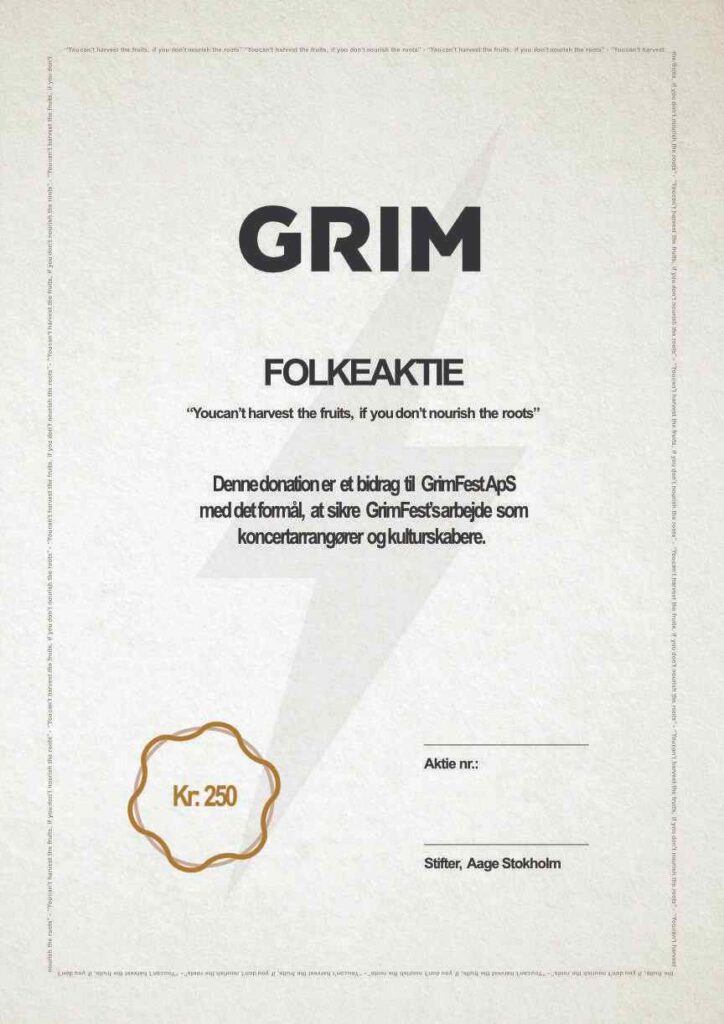 "You can't harvest the fruits, if you don't nourish the roots" - "You can't harvest the fruits, if you don't nourish the roots" - "You can't harvest the fruits, if you don't nourish the roots" - "You can't harvest
GRIM
FOLKEAKTIE
“You can’t harvest the fruits, if you don’t nourish the roots”
Denne donation er et bidrag til GrimFest ApS
med det formål, at sikre GrimFest’s arbejde som
koncertarrangører og kulturskabere.
Kr: 250
Aktie nr.:
Stifter, Aage Stokholm